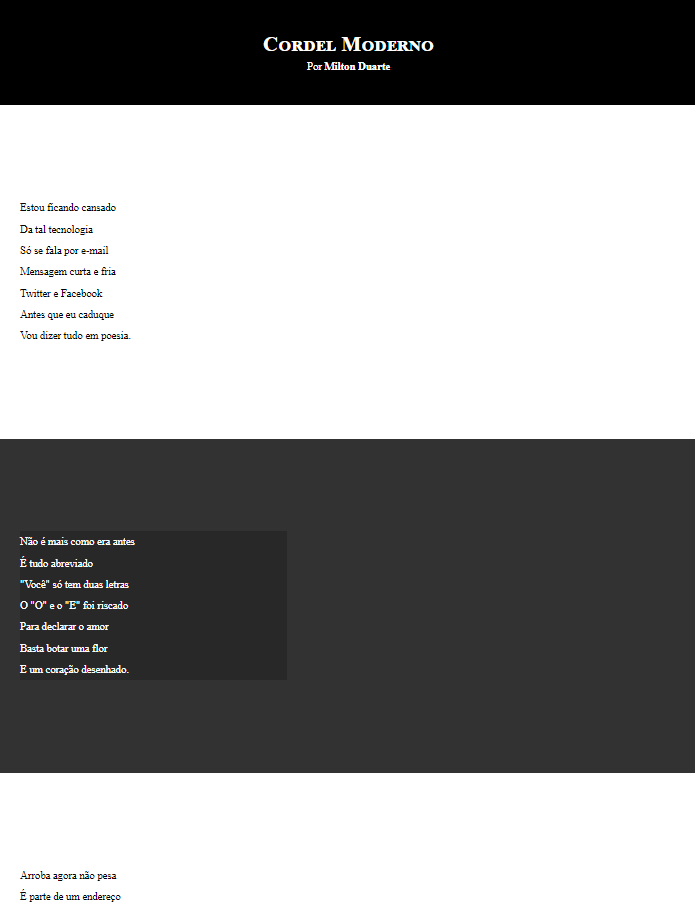 Cordel Moderno
Por Milton Duarte
Estou ficando cansado
Da tal tecnologia
Só se fala por e-mail
Mensagem curta e fria
Twitter e Facebook
Antes que eu caduque
Vou dizer tudo em poesia.
Não é mais como era antes
É tudo abreviado
"Você" só tem duas letras
O "O" e o "E" foi riscado
Para declarar o amor
Basta botar uma flor
E um coração desenhado.
Arroba agora não pesa
É parte de um endereço